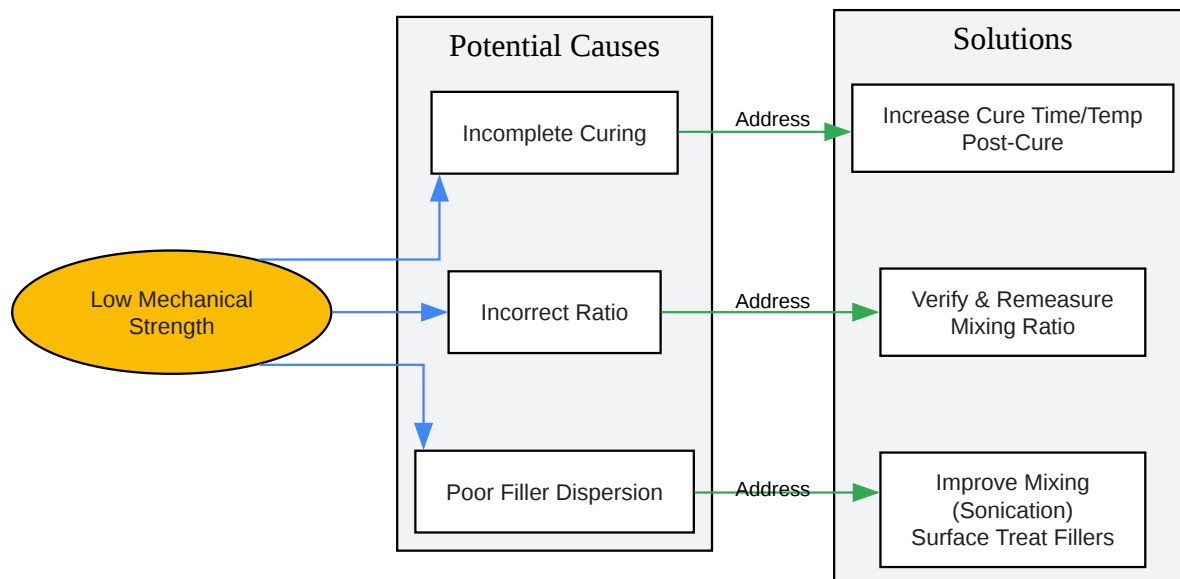 Potential Causes
Solutions
Incomplete Curing
Address
Increase Cure Time/Temp
Post-Cure
Low Mechanical
Strength
Incorrect Ratio
Address
Verify & Remeasure
Mixing Ratio
Poor Filler Dispersion
Address
Improve Mixing
(Sonication)
Surface Treat Fillers